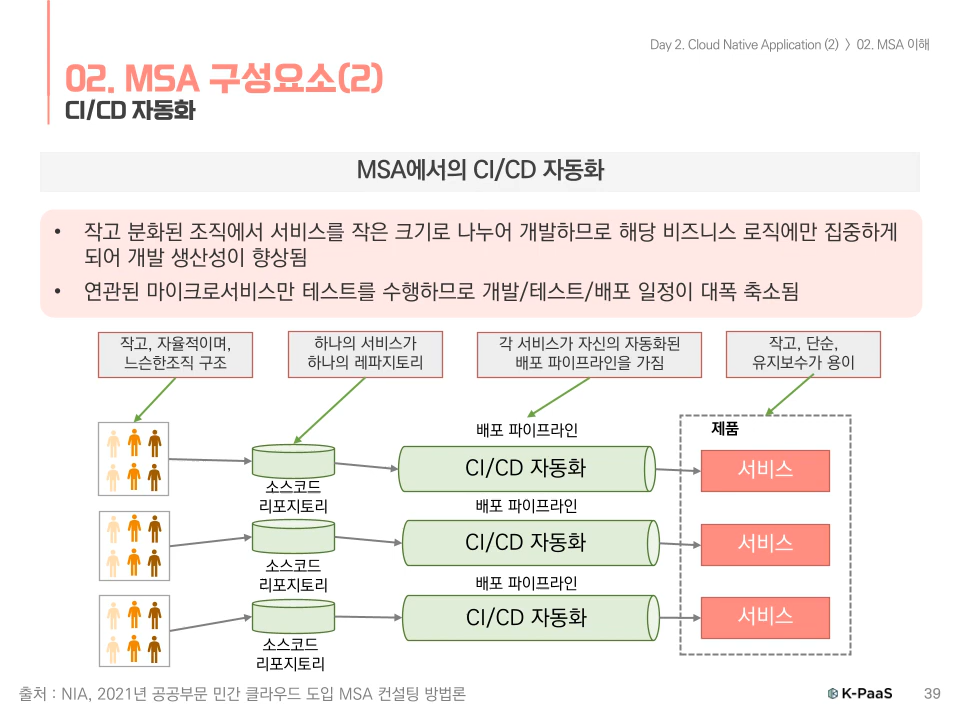 Day 2. Cloud Native Application (2) 》 02. MSA 이해
02. MSA 구성요소(2)
CI/CD 자동화
MSA에서의 CI/CD 자동화
• 작고 분화된 조직에서 서비스를 작은 크기로 나누어 개발하므로 해당 비즈니스 로직에만 집중하게
되어 개발 생산성이 향상됨
• 연관된 마이크로서비스만 테스트를 수행하므로 개발/테스트/배포 일정이 대폭 축소됨
작고, 자율적이며,
느슨한조직 구조
하나의 서비스가
하나의 레파지토리
각 서비스가 자신의 자동화된
배포 파이프라인을 가짐
작고, 단순,
유지보수가 용이
배포 파이프라인
제품
CI/CD 자동화
서비스
소스코드
리포지토리
배포 파이프라인
CI/CD 자동화
서비스
소스코드
리포지토리
배포 파이프라인
CI/CD 자동화
서비스
소스코드
리포지토리
출처 : NIA, 2021년 공공부문 민간 클라우드 도입 MSA 컨설팅 방법론
K-PaaS
39